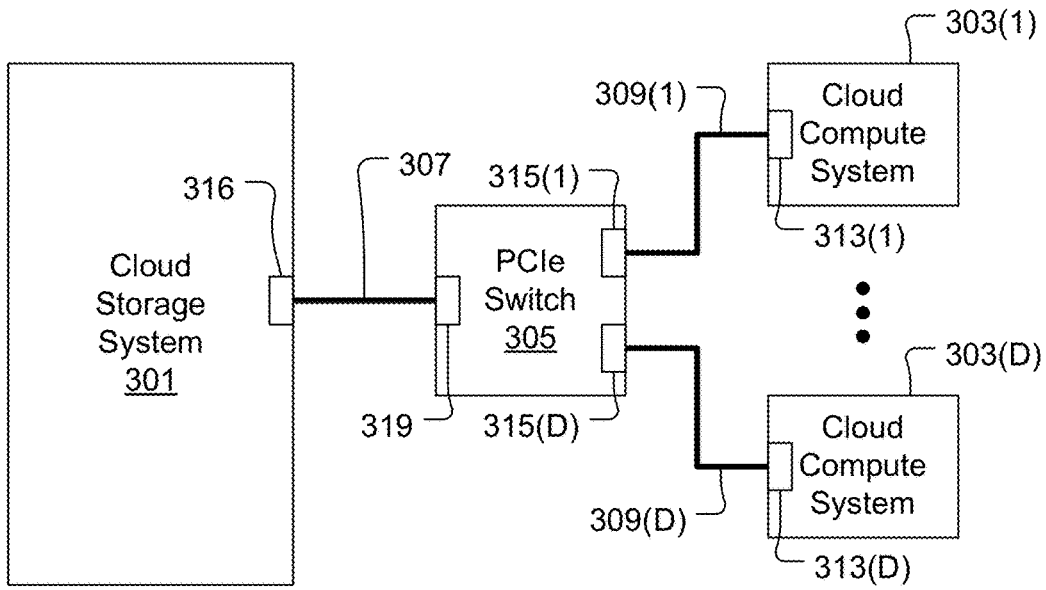 303(1)
Cloud
Compute
System
309(1)
313(1)
307
316
315(1)
Cloud
Storage
System
301
PCIe
Switch
305
319
315(D)
303(D)
Cloud
Compute
System
309(D)
313(D)